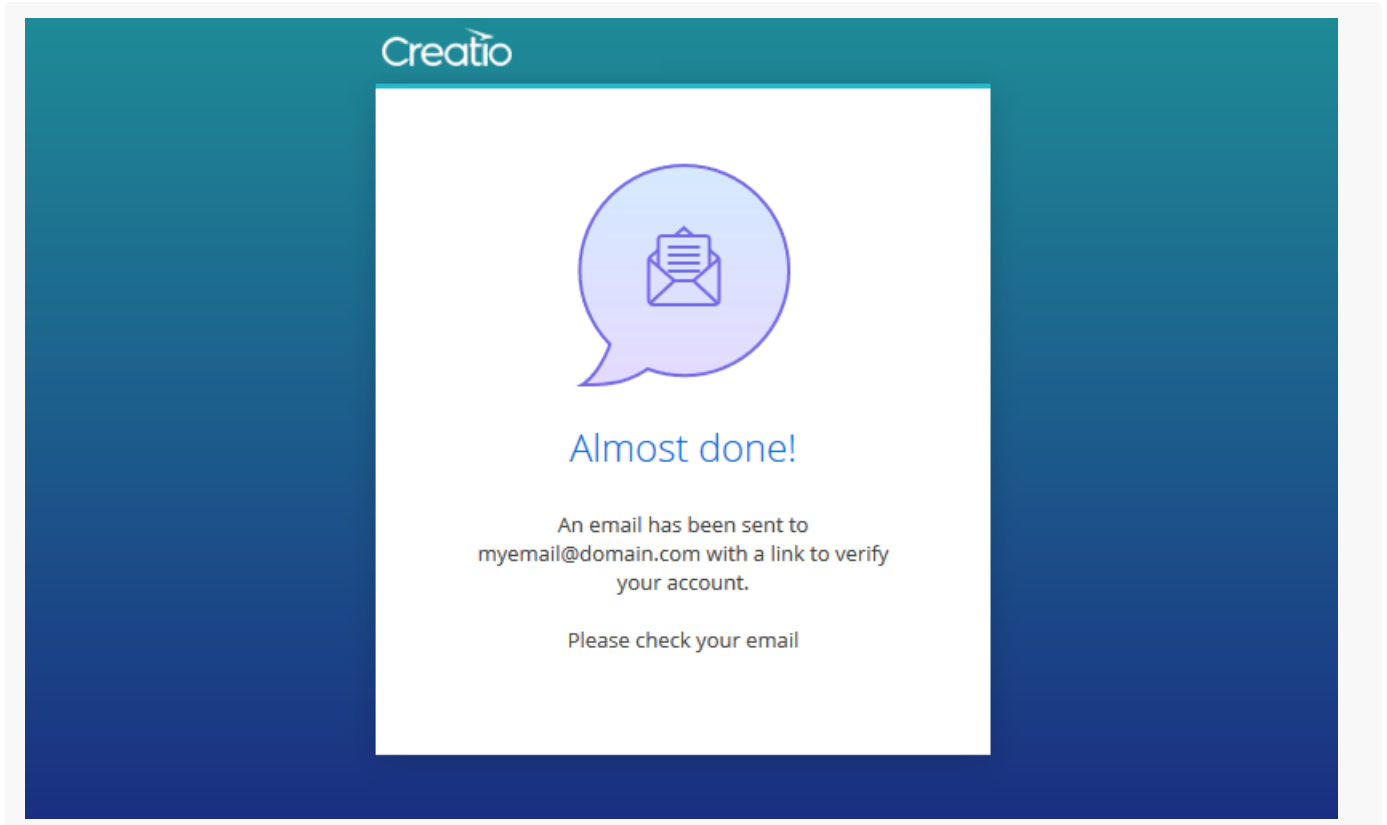 Creatio
Almost done!
An email has been sent to
myemail@domain.com with a link to verify
your account.
Please check your email